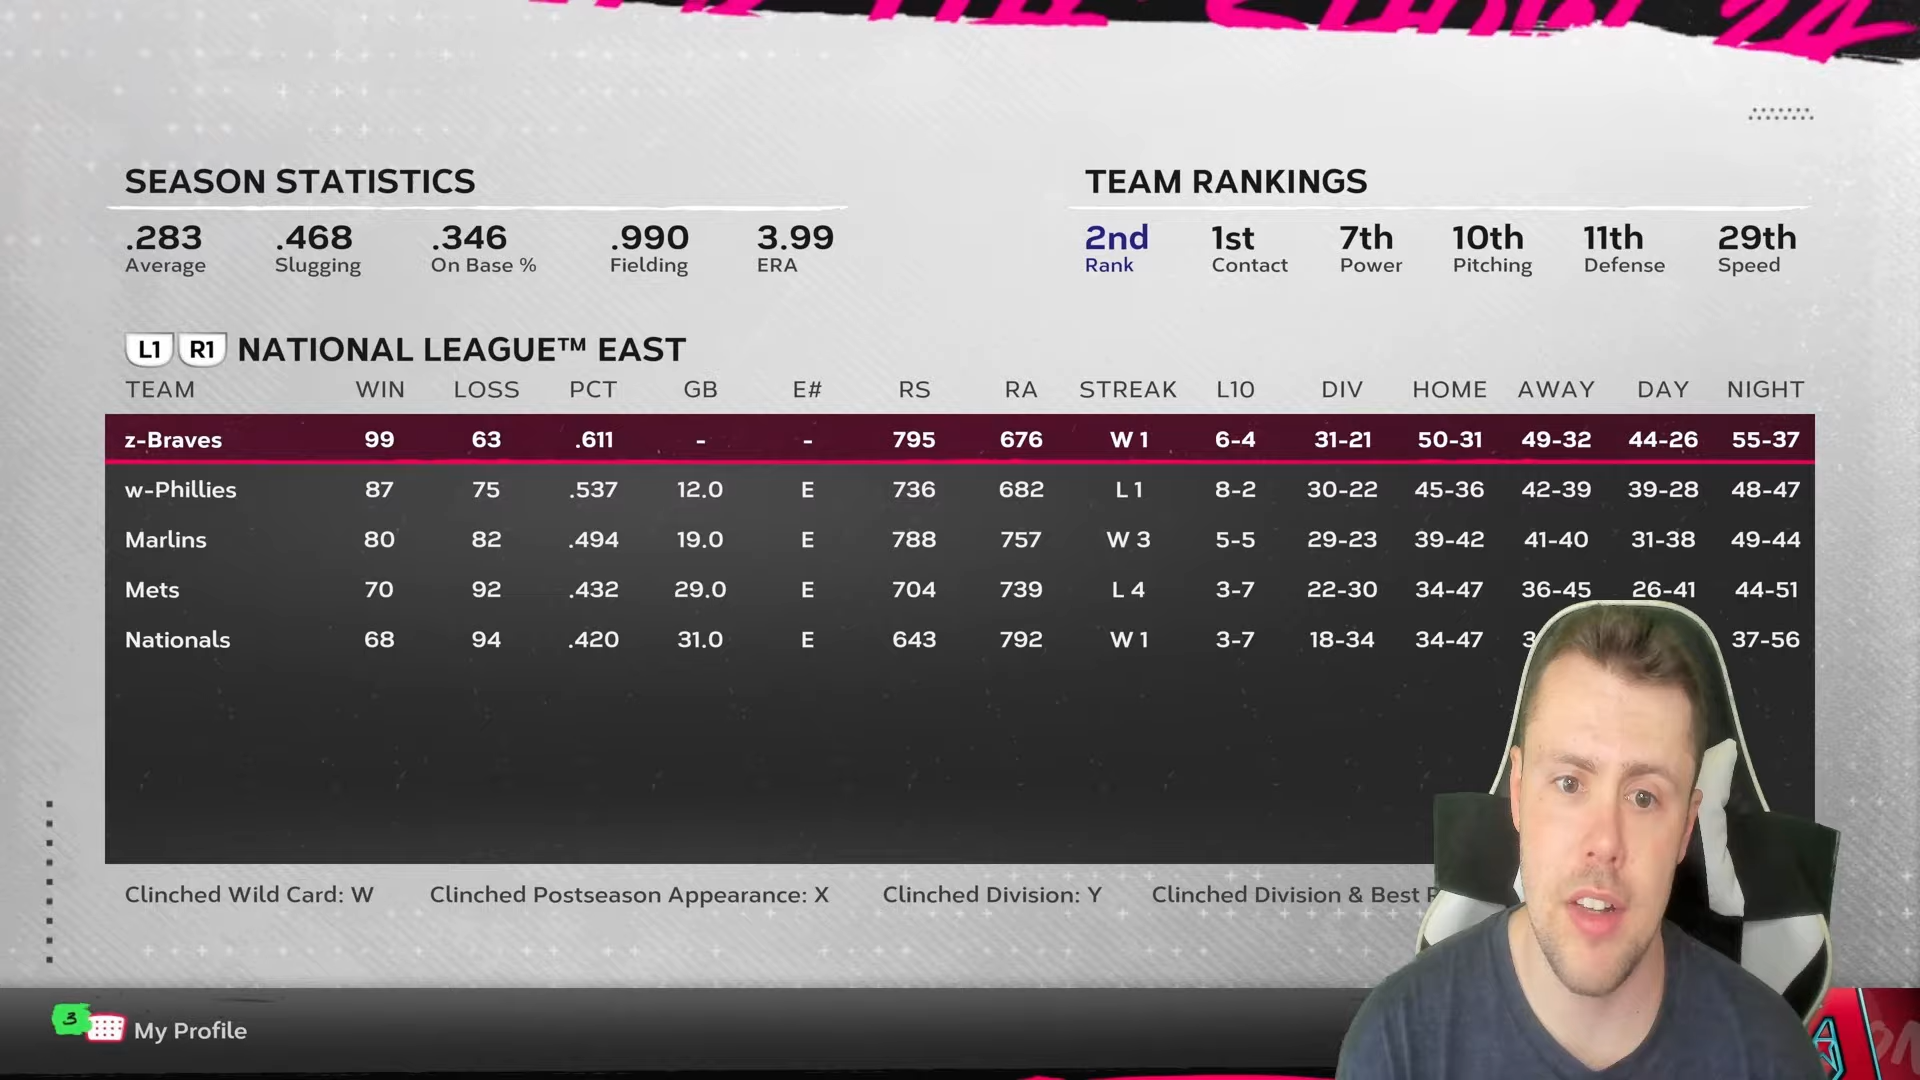 THE SHOW 24
SEASON STATISTICS
TEAM RANKINGS
.283 .468 .346 .990 3.99
Average Slugging On Base % Fielding ERA
2nd 1st 7th 10th 11th 29th
Rank Contact Power Pitching Defense Speed
L1 R1 NATIONAL LEAGUE™ EAST
TEAM WIN LOSS PCT GB E# RS RA STREAK L10 DIV HOME AWAY DAY NIGHT
z-Braves 99 63 .611 - - 795 676 W 1 6-4 31-21 50-31 49-32 44-26 55-37
w-Phillies 87 75 .537 12.0 E 736 682 L 1 8-2 30-22 45-36 42-39 39-28 48-47
Marlins 80 82 .494 19.0 E 788 757 W 3 5-5 29-23 39-42 41-40 31-38 49-44
Mets 70 92 .432 29.0 E 704 739 L 4 3-7 22-30 34-47 36-45 26-41 44-51
Nationals 68 94 .420 31.0 E 643 792 W 1 3-7 18-34 34-47 37-56
Clinched Wild Card: W Clinched Postseason Appearance: X Clinched Division: Y Clinched Division & Best
3 My Profile